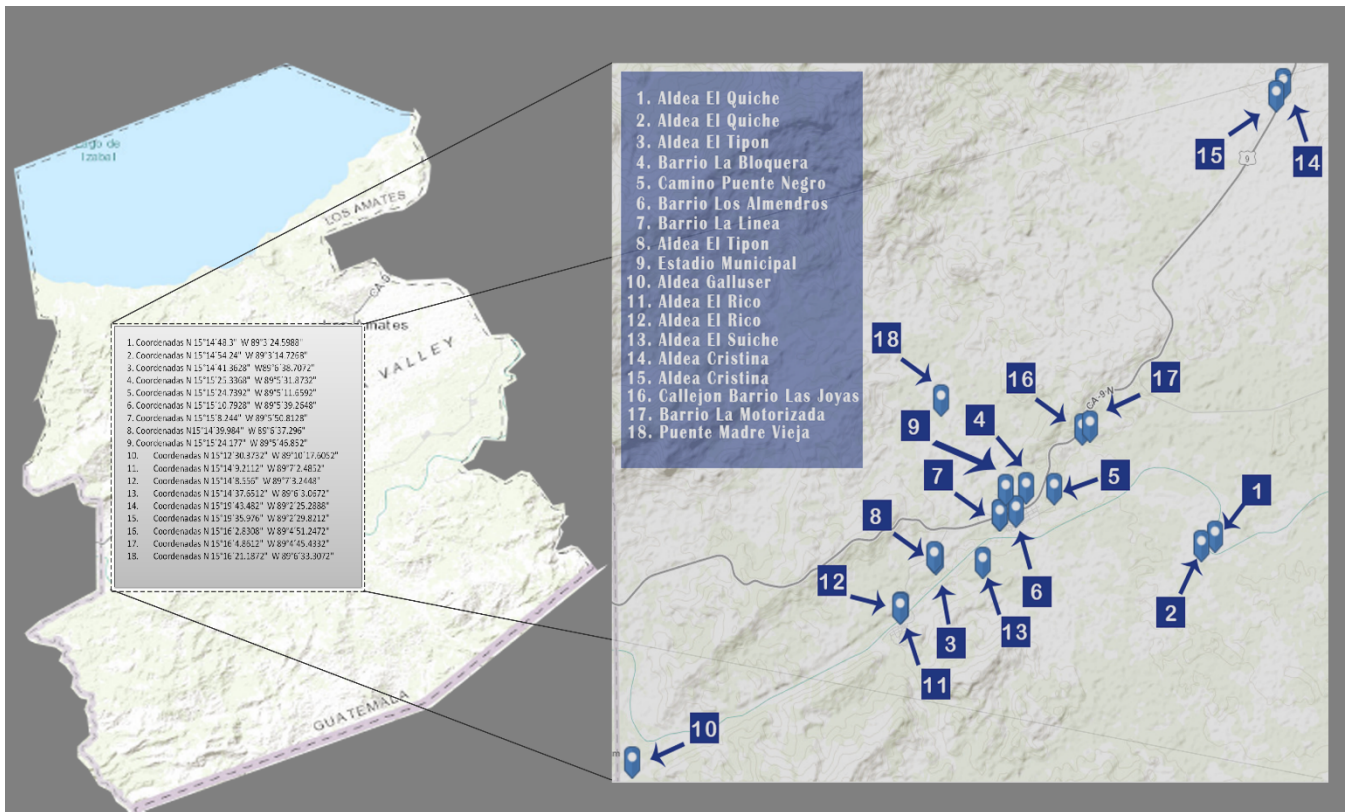 Lago de
Izabal
LOS AMATES
VALLEY
GUATEMALA
1. Coordenadas N 15°14´48.3" W 89°3´24.5988"
2. Coordenadas N 15°14´54.24" W 89°3´14.7268"
3. Coordenadas N 15°14´41.3628" W89°6´38.7072"
4. Coordenadas N 15°15´25.3368" W 89°5´31.8732"
5. Coordenadas N 15°15´24.7392" W 89°5´11.6592"
6. Coordenadas N 15°15´10.7928" W 89°5´39.2648"
7. Coordenadas N 15°15´8.244" W 89°5´50.8128"
8. Coordenadas N 15°14´39.984" W 89°6´37.296"
9. Coordenadas N 15°15´24.177" W 89°5´46.852"
10. Coordenadas N 15°12´30.3732" W 89°10´17.6052"
11. Coordenadas N 15°14´9.2112" W 89°7´2.4852"
12. Coordenadas N 15°14´8.556" W 89°7´3.2448"
13. Coordenadas N 15°14´37.6512" W 89°6´3.0672"
14. Coordenadas N 15°19´43.482" W 89°2´25.2888"
15. Coordenadas N 15°19´35.976" W 89°2´29.8212"
16. Coordenadas N 15°16´2.8308" W 89°4´51.2472"
17. Coordenadas N 15°16´4.8612" W 89°4´45.4332"
18. Coordenadas N 15°16´21.1872" W 89°6´33.3072"
1. Aldea El Quiche
2. Aldea El Quiche
3. Aldea El Tipon
4. Barrio La Bloquera
5. Camino Puente Negro
6. Barrio Los Almendros
7. Barrio La Linea
8. Aldea El Tipon
9. Estadio Municipal
10. Aldea Galluser
11. Aldea El Rico
12. Aldea El Rico
13. Aldea El Suiche
14. Aldea Cristina
15. Aldea Cristina
16. Callejon Barrio Las Joyas
17. Barrio La Motorizada
18. Puente Madre Vieja
15
9
14
18
16
CA-9N
17
4
9
7
5
1
8
12
6
2
3
13
11
10